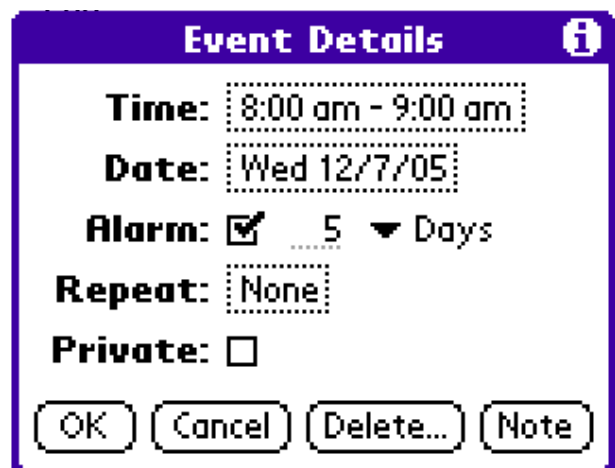 Event Details
Time: 8:00 am - 9:00 am
Date: Wed 12/7/05
Alarm: 5 Days
Repeat: None
Private:
OK Cancel Delete... Note